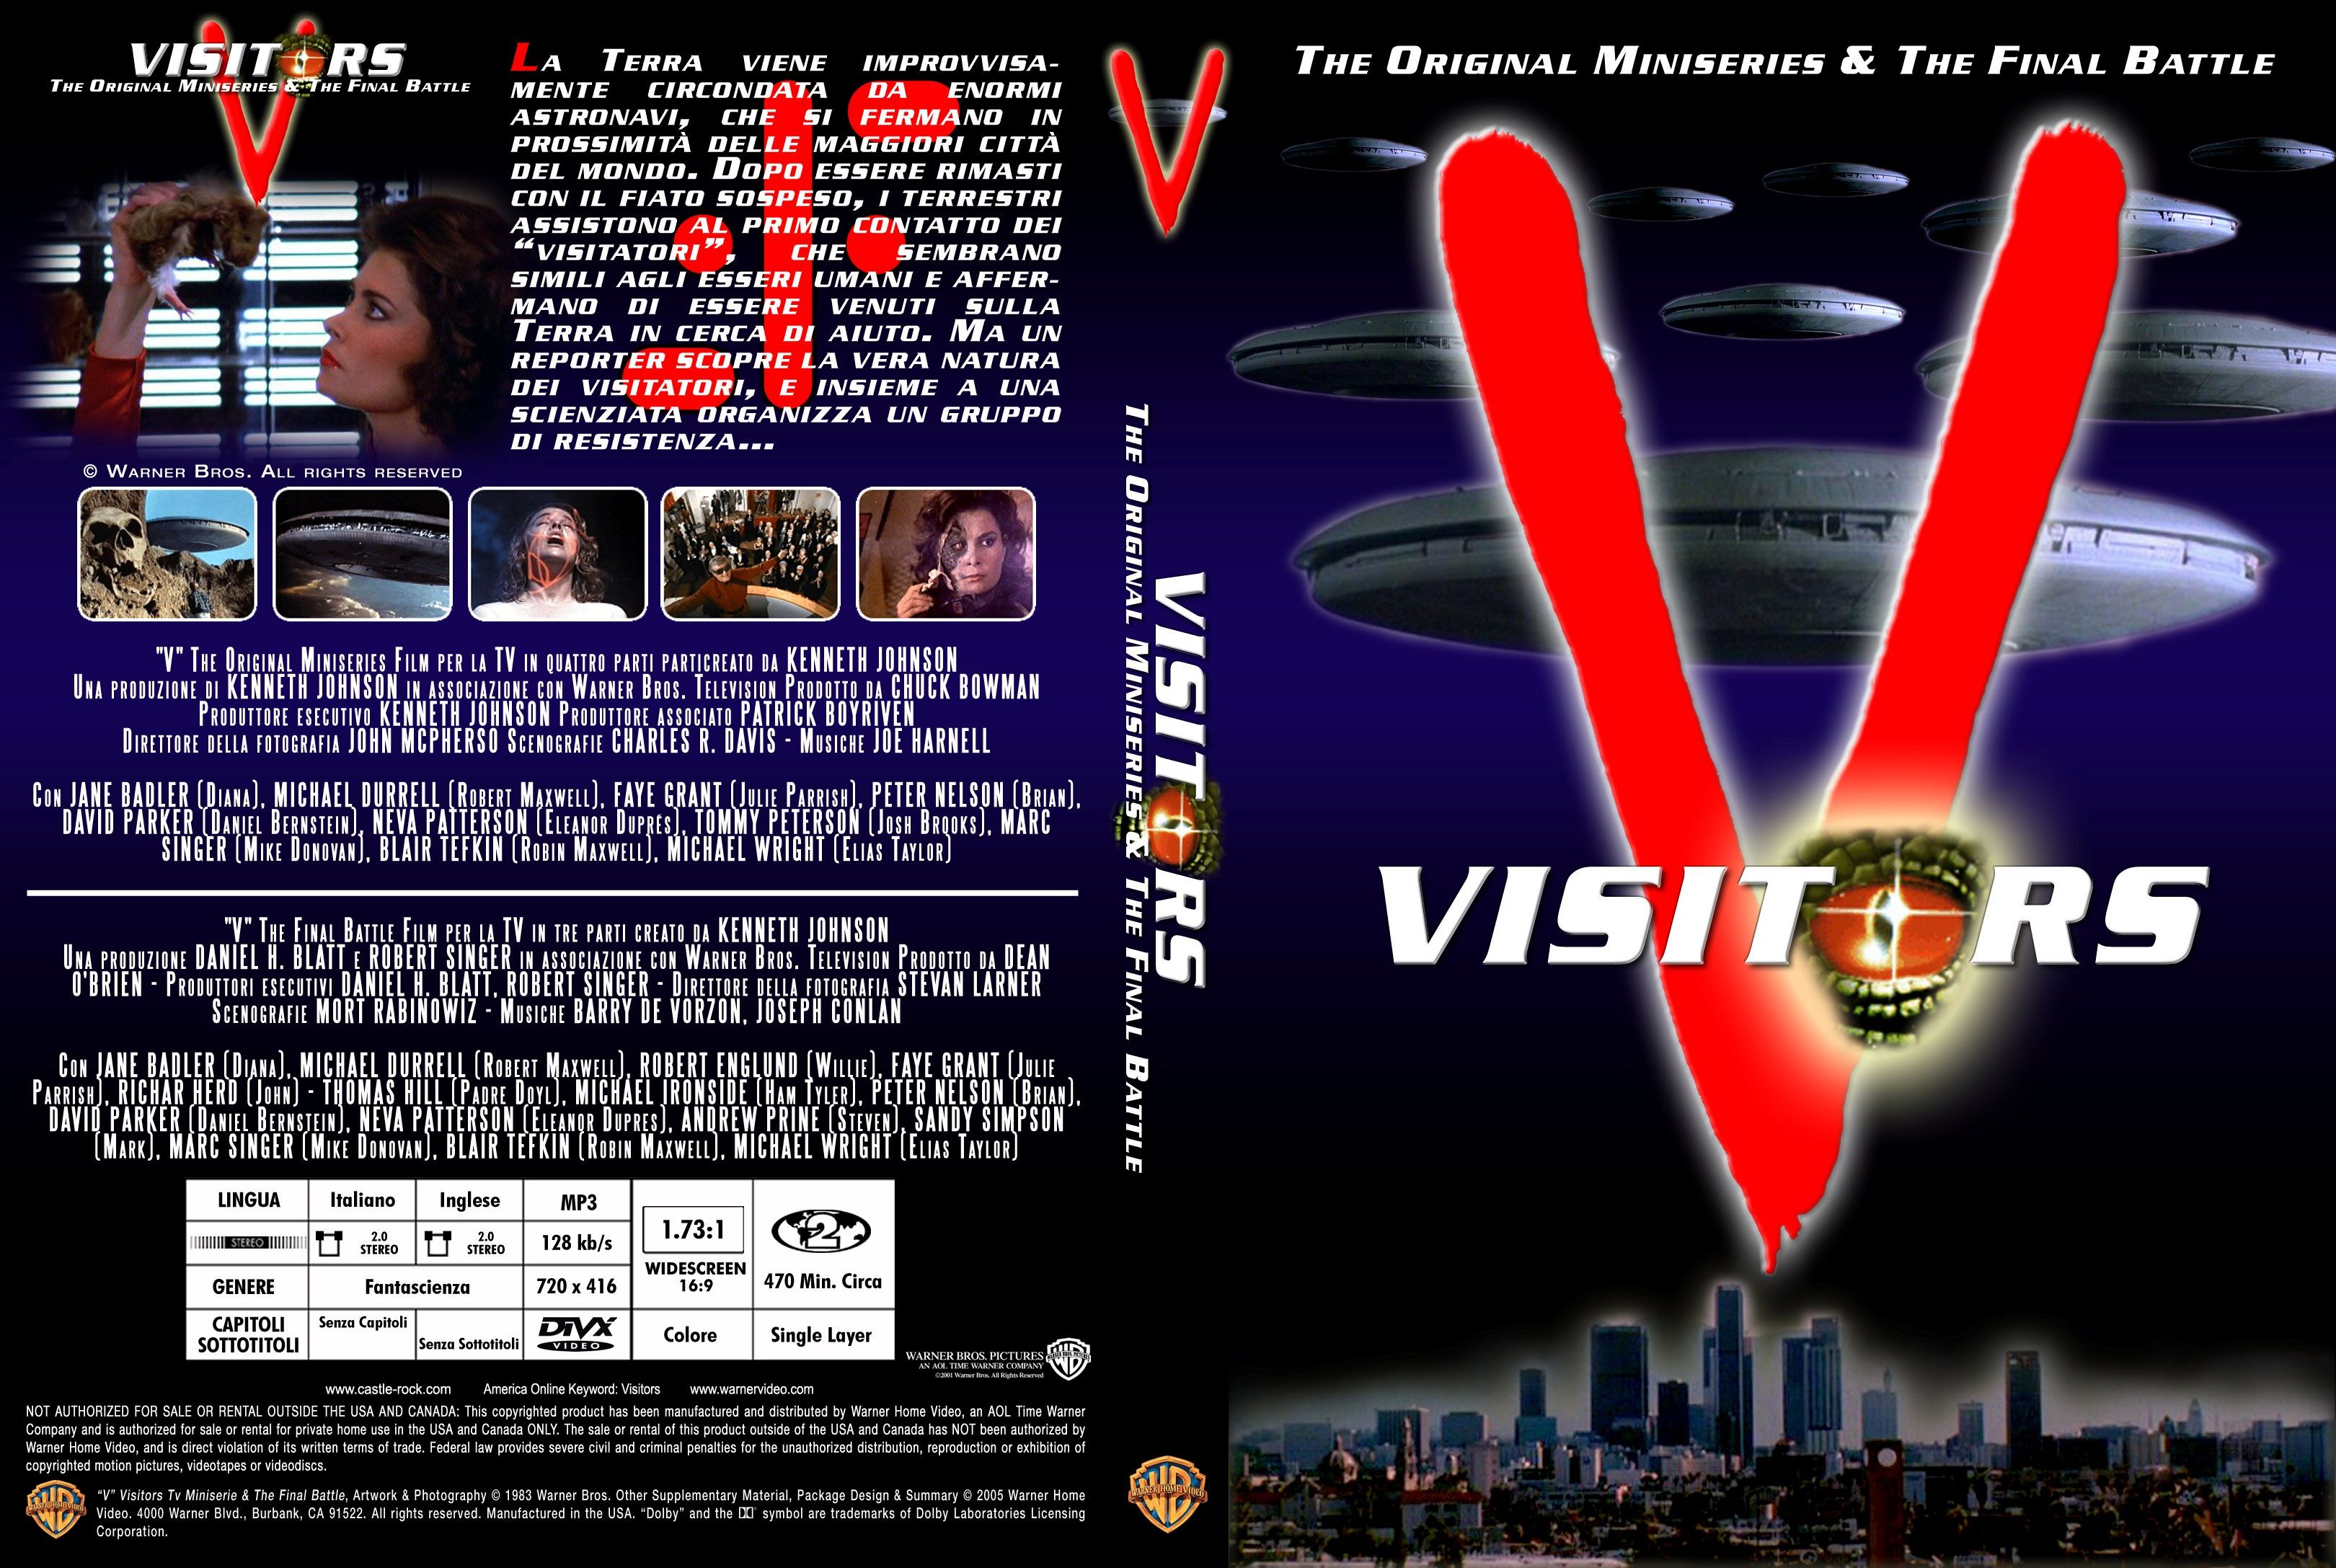 VISITORS
THE ORIGINAL MINISERIES & THE FINAL BATTLE
V
LA TERRA VIENE IMPROVVISA-
MENTE CIRCONDATA DA ENORMI
ASTRONAVI, CHE SI FERMANO IN
PROSSIMITÀ DELLE MAGGIORI CITTÀ
DEL MONDO. DOPO ESSERE RIMASTI
CON IL FIATO SOSPESO, I TERRESTRI
ASSISTONO AL PRIMO CONTATTO DEI
“VISITATORI”, CHE SEMBRANO
SIMILI AGLI ESSERI UMANI E AFFER-
MANO DI ESSERE VENUTI SULLA
TERRA IN CERCA DI AIUTO. MA UN
REPORTER SCOPRE LA VERA NATURA
DEI VISITATORI, E INSIEME A UNA
SCIENZIATA ORGANIZZA UN GRUPPO
DI RESISTENZA...
© WARNER BROS. ALL RIGHTS RESERVED
"V" THE ORIGINAL MINISERIES FILM PER LA TV IN QUATTRO PARTI PARTICREATO DA KENNETH JOHNSON
UNA PRODUZIONE DI KENNETH JOHNSON IN ASSOCIAZIONE CON WARNER BROS. TELEVISION PRODOTTO DA CHUCK BOWMAN
PRODUTTORE ESECUTIVO KENNETH JOHNSON PRODUTTORE ASSOCIATO PATRICK BOYRIVEN
DIRETTORE DELLA FOTOGRAFIA JOHN MCPHERSO SCENOGRAFIE CHARLES R. DAVIS - MUSICHE JOE HARNELL
CON JANE BADLER (DIANA), MICHAEL DURRELL (ROBERT MAXWELL), FAYE GRANT (JULIE PARRISH), PETER NELSON (BRIAN),
DAVID PARKER (DANIEL BERNSTEIN), NEVA PATTERSON (ELEANOR DUPRÉS), TOMMY PETERSON (JOSH BROOKS), MARC
SINGER (MIKE DONOVAN), BLAIR TEFKIN (ROBIN MAXWELL), MICHAEL WRIGHT (ELIAS TAYLOR)
"V" THE FINAL BATTLE FILM PER LA TV IN TRE PARTI CREATO DA KENNETH JOHNSON
UNA PRODUZIONE DANIEL H. BLATT E ROBERT SINGER IN ASSOCIAZIONE CON WARNER BROS. TELEVISION PRODOTTO DA DEAN
O'BRIEN - PRODUTTORI ESECUTIVI DANIEL H. BLATT, ROBERT SINGER - DIRETTORE DELLA FOTOGRAFIA STEVAN LARNER
SCENOGRAFIE MORT RABINOWIZ - MUSICHE BARRY DE VORZON, JOSEPH CONLAN
CON JANE BADLER (DIANA), MICHAEL DURRELL (ROBERT MAXWELL), ROBERT ENGLUND (WILLIE), FAYE GRANT (JULIE
PARRISH), RICHAR HERD (JOHN) - THOMAS HILL (PADRE DOYL), MICHAEL IRONSIDE (HAM TYLER), PETER NELSON (BRIAN),
DAVID PARKER (DANIEL BERNSTEIN), NEVA PATTERSON (ELEANOR DUPRES), ANDREW PRINE (STEVEN), SANDY SIMPSON
(MARK), MARC SINGER (MIKE DONOVAN), BLAIR TEFKIN (ROBIN MAXWELL), MICHAEL WRIGHT (ELIAS TAYLOR)
LINGUA Italiano Inglese MP3
STEREO 2.0 STEREO 2.0 STEREO 128 kb/s
GENERE Fantascienza 720 x 416
CAPITOLI SOTTOTITOLI Senza Capitoli Senza Sottotitoli DIVX VIDEO
1.73:1
WIDESCREEN
16:9
Colore
2
470 Min. Circa
Single Layer
WARNER BROS. PICTURES
AN AOL TIME WARNER COMPANY
©2001 Warner Bros. All Rights Reserved
www.castle-rock.com America Online Keyword: Visitors www.warnervideo.com
NOT AUTHORIZED FOR SALE OR RENTAL OUTSIDE THE USA AND CANADA: This copyrighted product has been manufactured and distributed by Warner Home Video, an AOL Time Warner
Company and is authorized for sale or rental for private home use in the USA and Canada ONLY. The sale or rental of this product outside of the USA and Canada has NOT been authorized by
Warner Home Video, and is direct violation of its written terms of trade. Federal law provides severe civil and criminal penalties for the unauthorized distribution, reproduction or exhibition of
copyrighted motion pictures, videotapes or videodiscs.
“V” Visitors Tv Miniserie & The Final Battle, Artwork & Photography © 1983 Warner Bros. Other Supplementary Material, Package Design & Summary © 2005 Warner Home
Video. 4000 Warner Blvd., Burbank, CA 91522. All rights reserved. Manufactured in the USA. “Dolby” and the symbol are trademarks of Dolby Laboratories Licensing
Corporation.
WARNER HOME VIDEO
V
VISITORS
THE ORIGINAL MINISERIES & THE FINAL BATTLE
WARNER HOME VIDEO
THE ORIGINAL MINISERIES & THE FINAL BATTLE
V
VISITORS